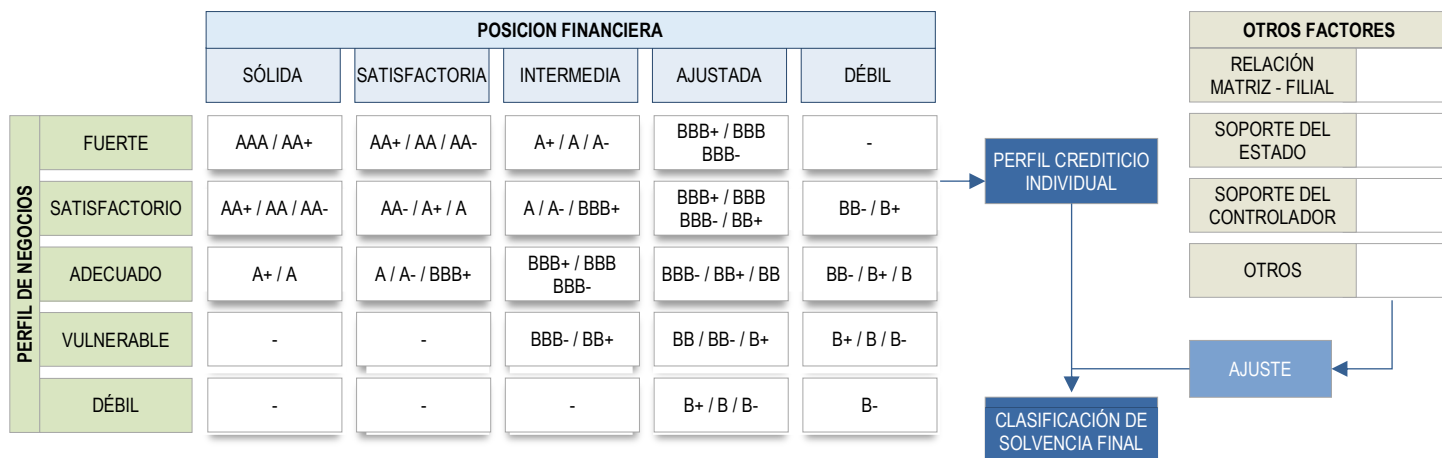 POSICION FINANCIERA
OTROS FACTORES
SÓLIDA
SATISFACTORIA
INTERMEDIA
AJUSTADA
DÉBIL
RELACIÓN
MATRIZ - FILIAL
PERFIL DE NEGOCIOS
FUERTE
AAA / AA+
AA+ / AA / AA-
A+ / A / A-
BBB+ / BBB
BBB-
-
SATISFACTORIO
AA+ / AA / AA-
AA- / A+ / A
A / A- / BBB+
BBB+ / BBB
BBB- / BB+
BB- / B+
ADECUADO
A+ / A
A / A- / BBB+
BBB+ / BBB
BBB-
BBB- / BB+ / BB
BB- / B+ / B
VULNERABLE
-
-
BBB- / BB+
BB / BB- / B+
B+ / B / B-
DÉBIL
-
-
-
B+ / B / B-
B-
PERFIL CREDITICIO
INDIVIDUAL
SOPORTE DEL
ESTADO
SOPORTE DEL
CONTROLADOR
OTROS
AJUSTE
CLASIFICACIÓN DE
SOLVENCIA FINAL